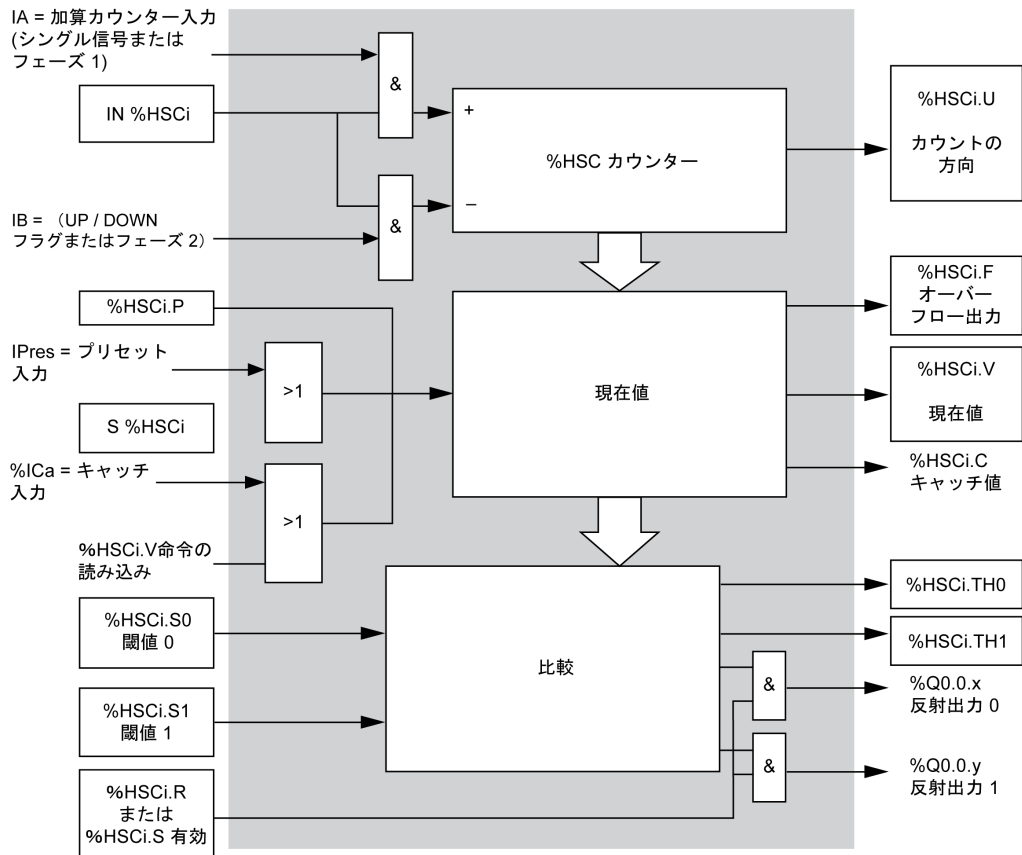 IA = 加算カウンター入力
(シングル信号または
フェーズ 1)
IN %HSCi
IB = （UP / DOWN
フラグまたはフェーズ 2）
%HSCi.P
IPres = プリセット
入力
S %HSCi
%ICa = キャッチ
入力
%HSCi.V命令の
読み込み
%HSCi.S0
閾値 0
%HSCi.S1
閾値 1
%HSCi.R
または
%HSCi.S 有効
&
&
>1
>1
+
%HSC カウンター
–
現在値
比較
&
&
%HSCi.U
カウントの
方向
%HSCi.F
オーバー
フロー出力
%HSCi.V
現在値
%HSCi.C
キャッチ値
%HSCi.TH0
%HSCi.TH1
%Q0.0.x
反射出力 0
%Q0.0.y
反射出力 1